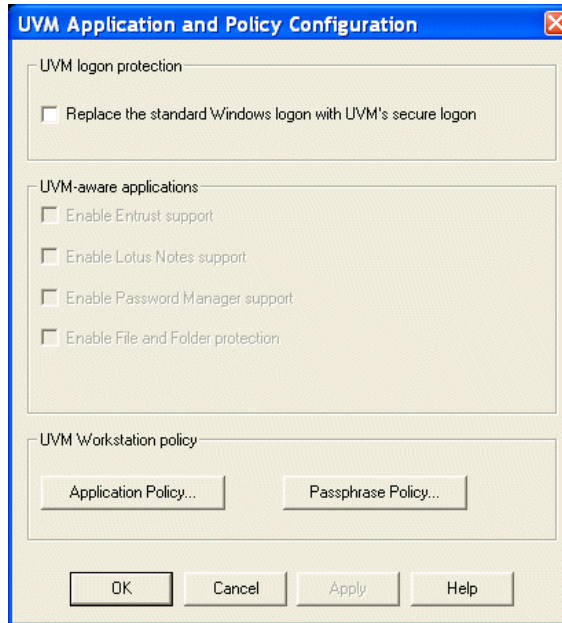 UVM Application and Policy Configuration
UVM logon protection
Replace the standard Windows logon with UVM's secure logon
UVM-aware applications
Enable Entrust support
Enable Lotus Notes support
Enable Password Manager support
Enable File and Folder protection
UVM Workstation policy
Application Policy... Passphrase Policy...
OK Cancel Apply Help